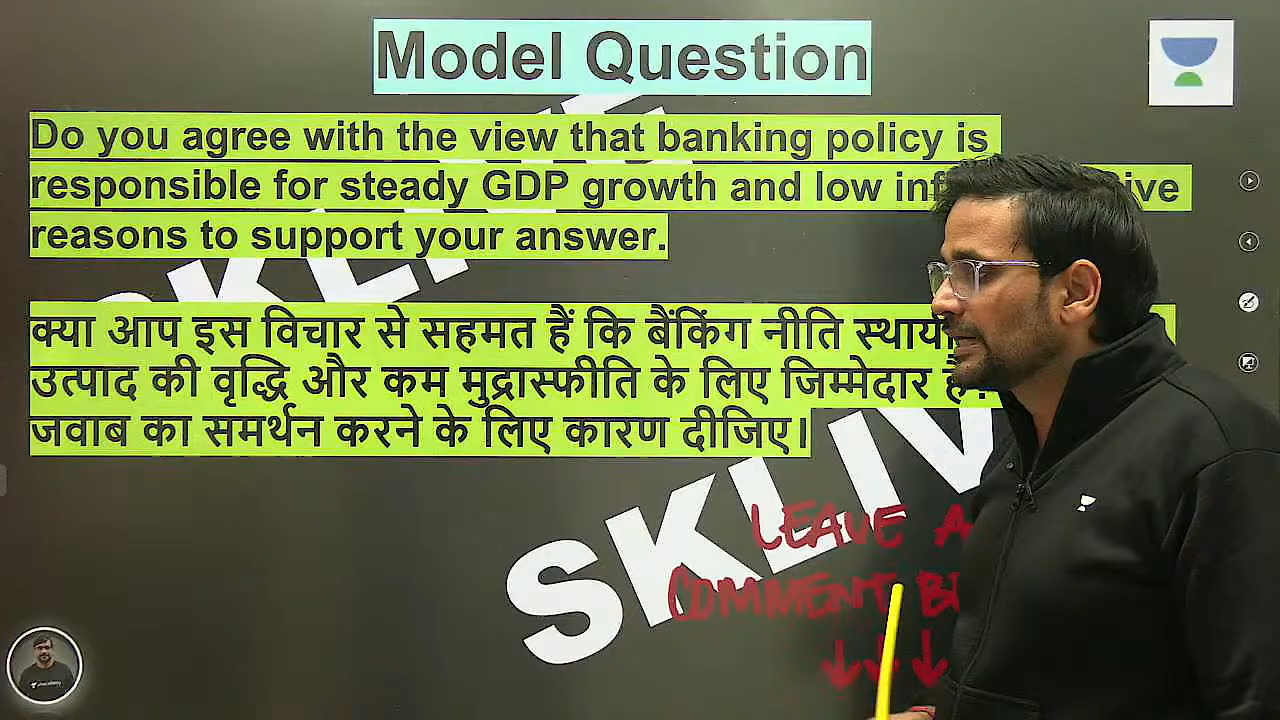 Model Question
Do you agree with the view that banking policy is
responsible for steady GDP growth and low
reasons to support your answer.
क्या आप इस विचार से सहमत हैं कि बैंकिंग नीति
उत्पाद की वृद्धि और कम मुद्रास्फीति के लिए जिम्मेदार
जवाब का समर्थन करने के लिए कारण दीजिए।
SKLIV
LEAVE A
COMMENT